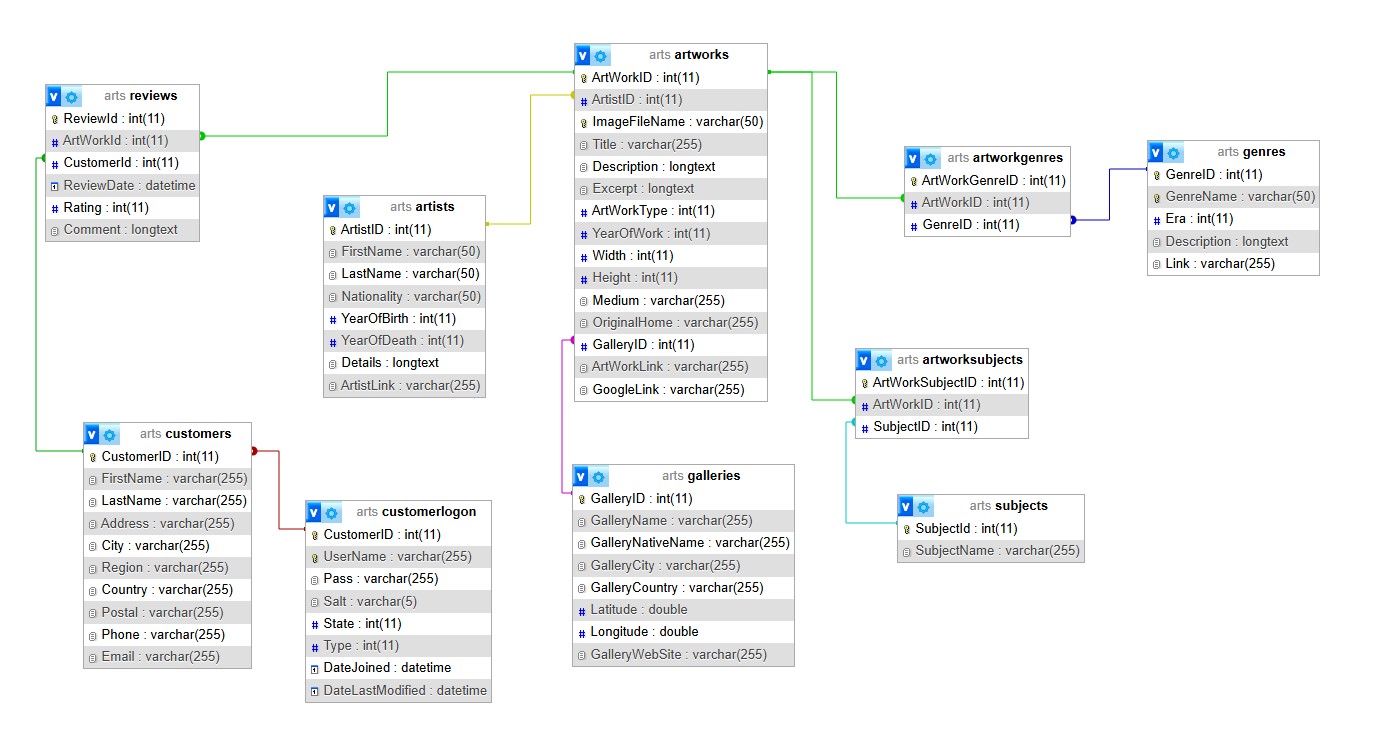 arts reviews
ReviewId : int(11)
ArtWorkId : int(11)
CustomerId : int(11)
ReviewDate : datetime
Rating : int(11)
Comment : longtext
arts artists
ArtistID : int(11)
FirstName : varchar(50)
LastName : varchar(50)
Nationality : varchar(50)
YearOfBirth : int(11)
YearOfDeath : int(11)
Details : longtext
ArtistLink : varchar(255)
arts artworks
ArtWorkID : int(11)
ArtistID : int(11)
ImageFileName : varchar(50)
Title : varchar(255)
Description : longtext
Excerpt : longtext
ArtWorkType : int(11)
YearOfWork : int(11)
Width : int(11)
Height : int(11)
Medium : varchar(255)
OriginalHome : varchar(255)
GalleryID : int(11)
ArtWorkLink : varchar(255)
GoogleLink : varchar(255)
arts artworkgenres
ArtWorkGenreID : int(11)
ArtWorkID : int(11)
GenreID : int(11)
arts genres
GenreID : int(11)
GenreName : varchar(50)
Era : int(11)
Description : longtext
Link : varchar(255)
arts artworksubjects
ArtWorkSubjectID : int(11)
ArtWorkID : int(11)
SubjectID : int(11)
arts customers
CustomerID : int(11)
FirstName : varchar(255)
LastName : varchar(255)
Address : varchar(255)
City : varchar(255)
Region : varchar(255)
Country : varchar(255)
Postal : varchar(255)
Phone : varchar(255)
Email : varchar(255)
arts customerlogon
CustomerID : int(11)
UserName : varchar(255)
Pass : varchar(255)
Salt : varchar(5)
State : int(11)
Type : int(11)
DateJoined : datetime
DateLastModified : datetime
arts galleries
GalleryID : int(11)
GalleryName : varchar(255)
GalleryNativeName : varchar(255)
GalleryCity : varchar(255)
GalleryCountry : varchar(255)
Latitude : double
Longitude : double
GalleryWebSite : varchar(255)
arts subjects
SubjectId : int(11)
SubjectName : varchar(255)